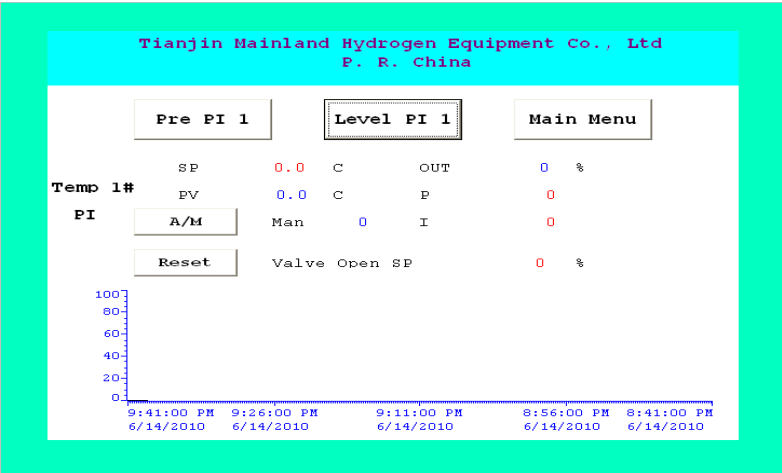 Tianjin Mainland Hydrogen Equipment Co., Ltd
P. R. China
Pre PI 1 Level PI 1 Main Menu
SP 0.0 C OUT 0 %
Temp 1#
PV 0.0 C P 0
PI
A/M Man 0 I 0
Reset Valve Open SP 0 %
100
80
60
40
20
0
9:41:00 PM 9:26:00 PM 9:11:00 PM 8:56:00 PM 8:41:00 PM
6/14/2010 6/14/2010 6/14/2010 6/14/2010 6/14/2010